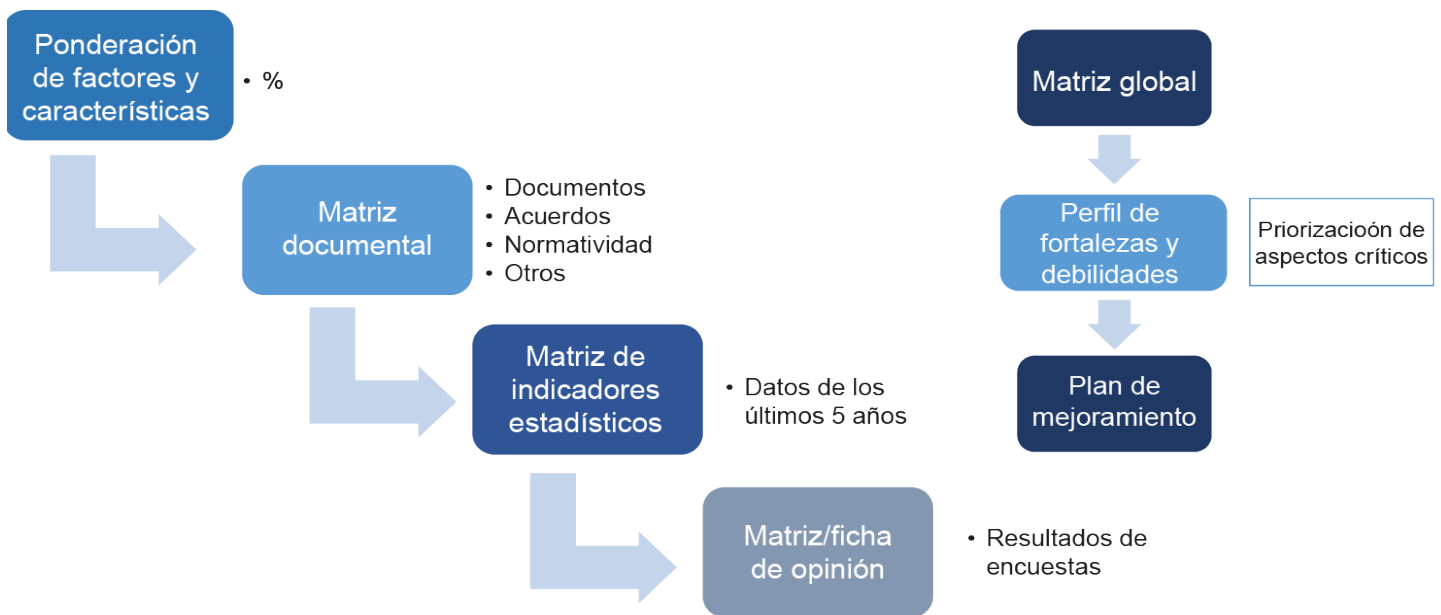 Ponderación
de factores y
características
• %
Matriz
documental
• Documentos
• Acuerdos
• Normatividad
• Otros
Matriz de
indicadores
estadísticos
• Datos de los
últimos 5 años
Matriz/ficha
de opinión
• Resultados de
encuestas
Matriz global
Perfil de
fortalezas y
debilidades
Priorizacioón de
aspectos críticos
Plan de
mejoramiento